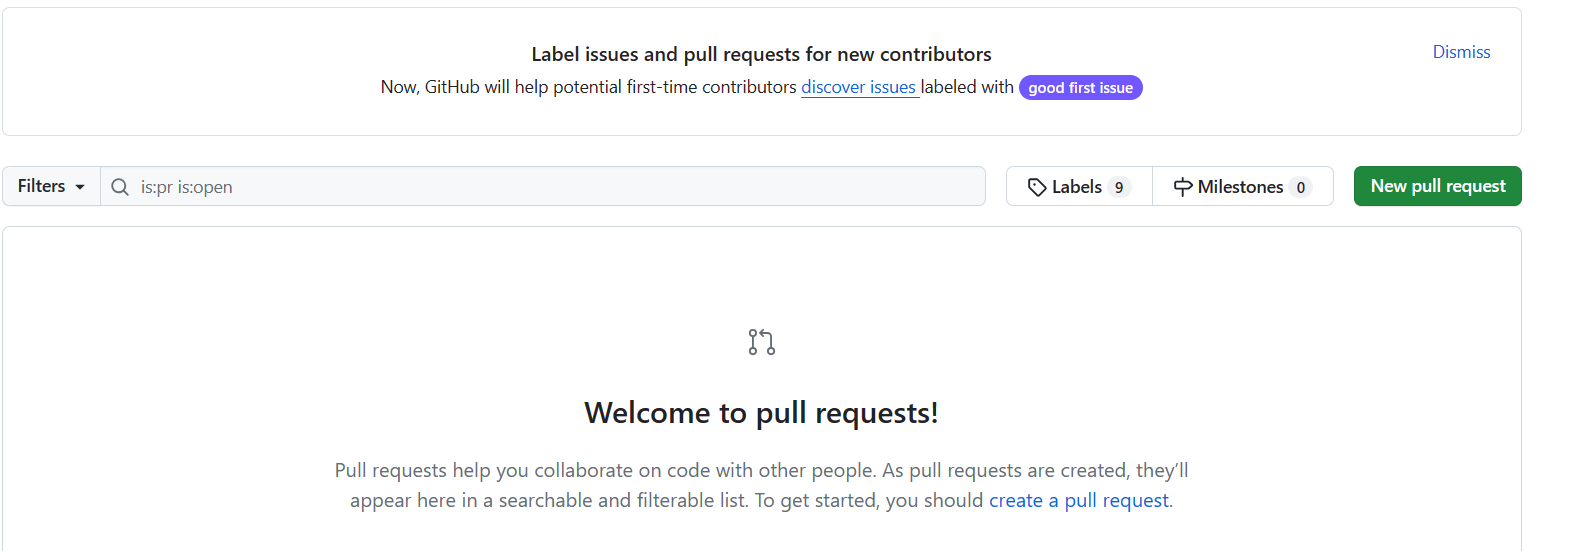 Label issues and pull requests for new contributors
Dismiss
Now, GitHub will help potential first-time contributors discover issues labeled with good first issue
Filters
is:pr is:open
Labels 9
Milestones 0
New pull request
Welcome to pull requests!
Pull requests help you collaborate on code with other people. As pull requests are created, they’ll
appear here in a searchable and filterable list. To get started, you should create a pull request.